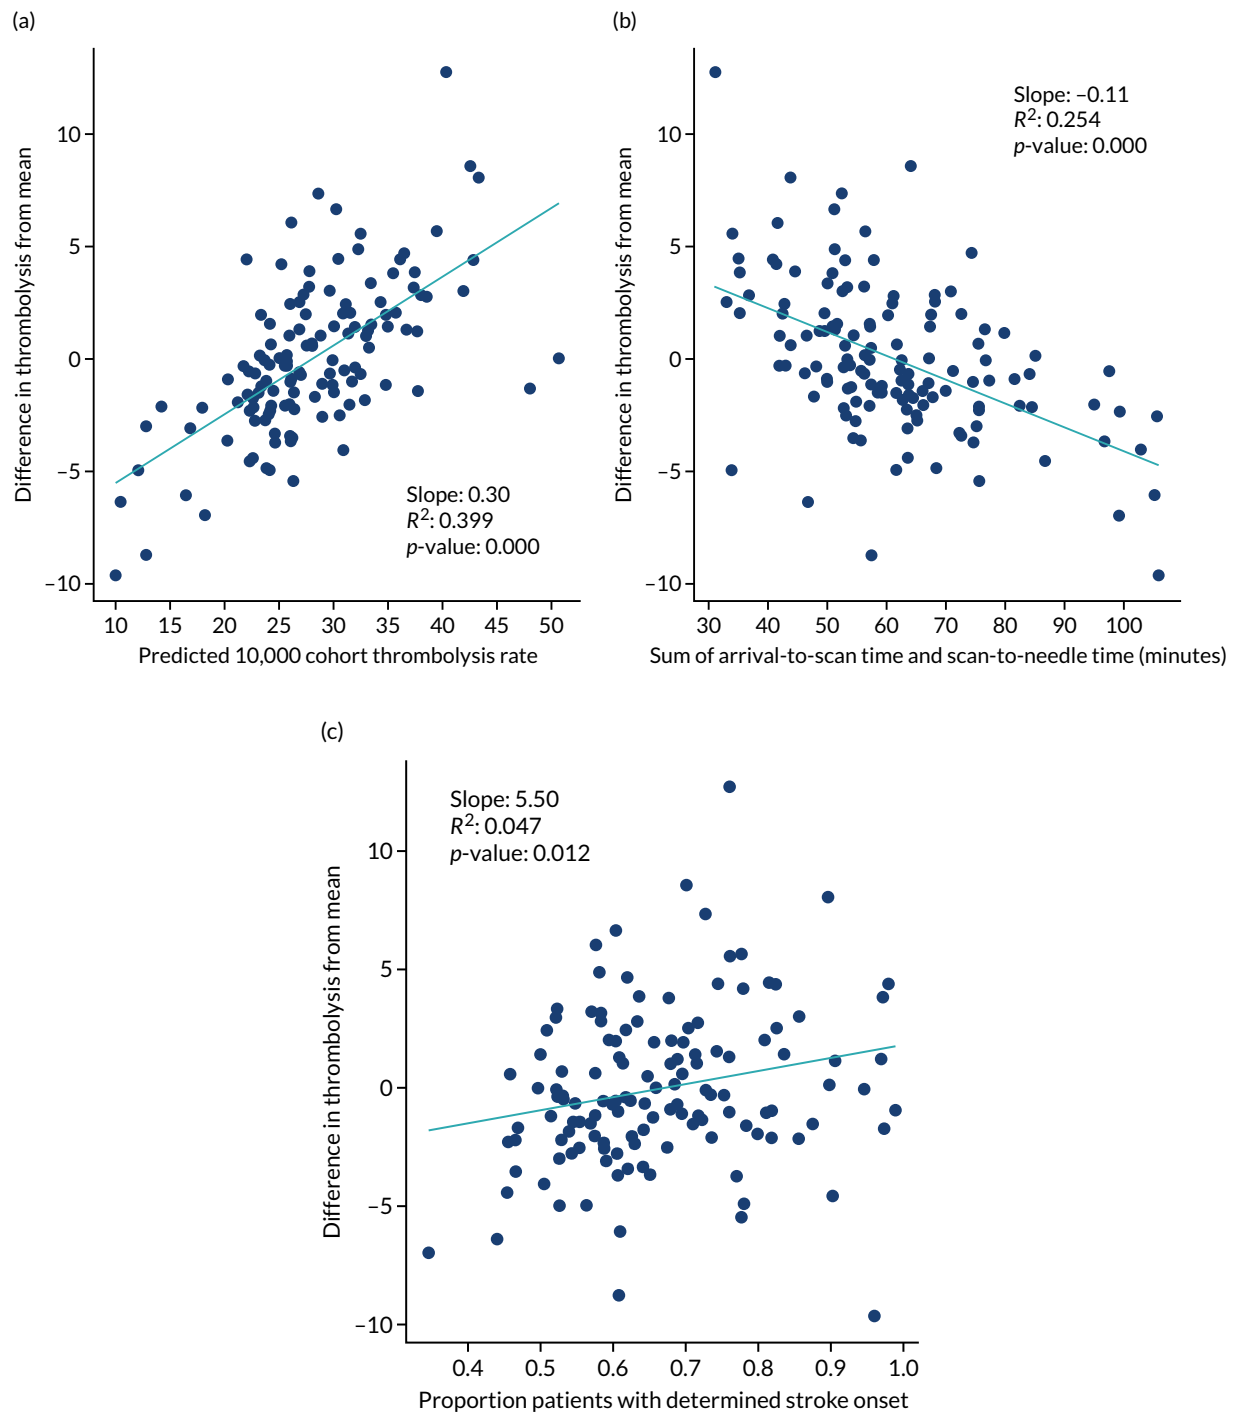 (a)
Difference in thrombolysis from mean
10
5
0
−5
−10
Slope: 0.30
R²: 0.399
p-value: 0.000
10 15 20 25 30 35 40 45 50
Predicted 10,000 cohort thrombolysis rate
(b)
Difference in thrombolysis from mean
10
5
0
−5
−10
Slope: −0.11
R²: 0.254
p-value: 0.000
30 40 50 60 70 80 90 100
Sum of arrival-to-scan time and scan-to-needle time (minutes)
(c)
Difference in thrombolysis from mean
10
5
0
−5
−10
Slope: 5.50
R²: 0.047
p-value: 0.012
0.4 0.5 0.6 0.7 0.8 0.9 1.0
Proportion patients with determined stroke onset